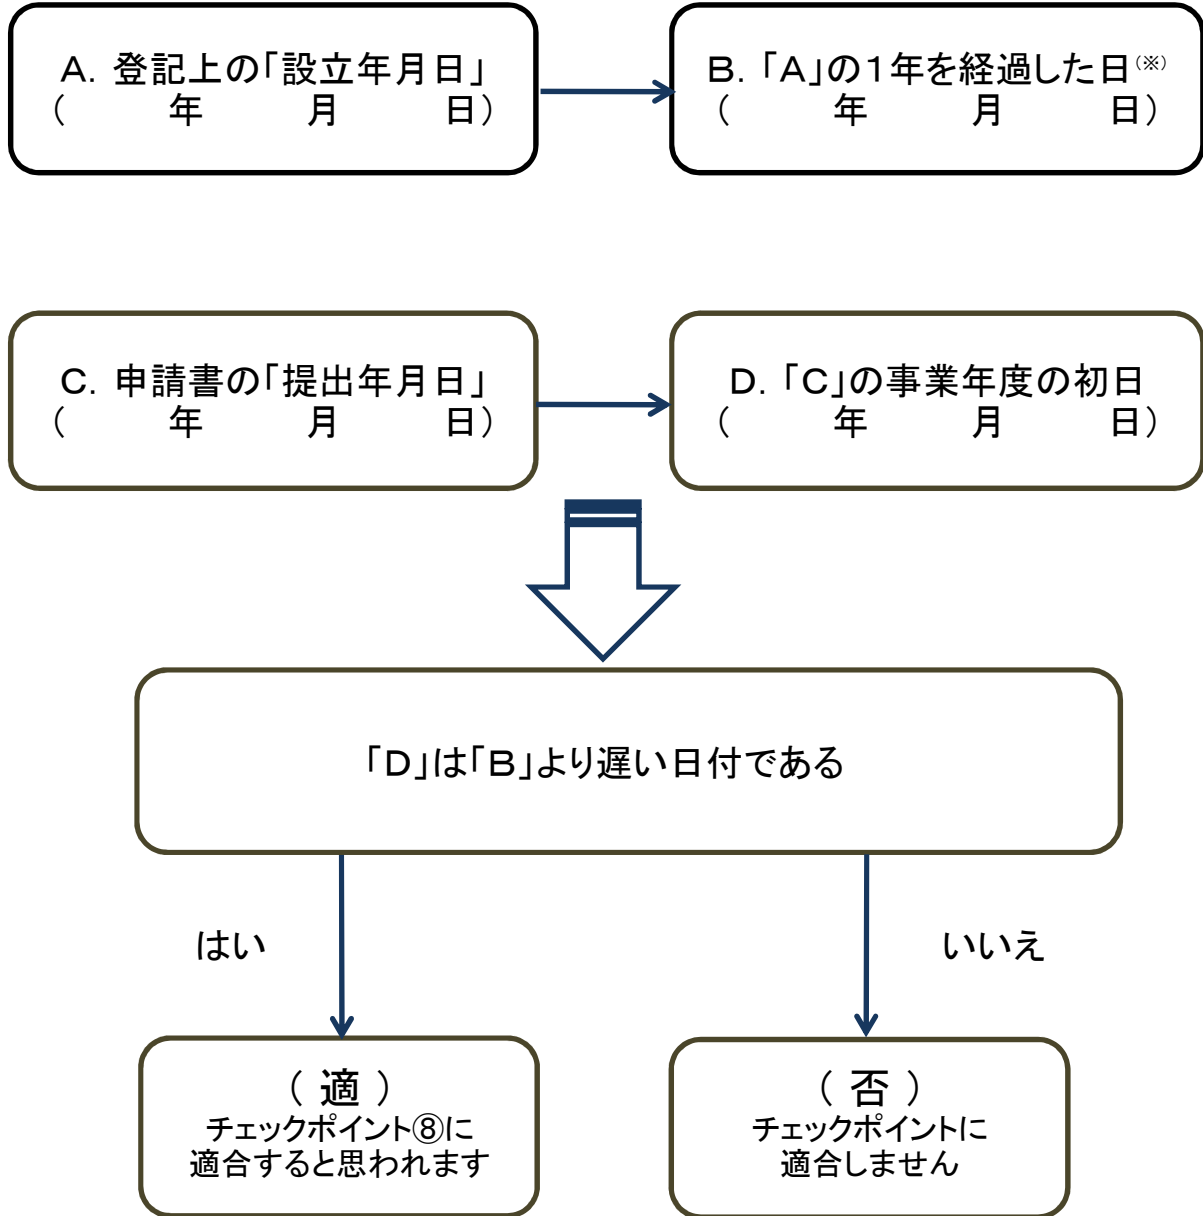 A. 登記上の「設立年月日」
(　　　年　　　月　　　日)
B. 「A」の1年を経過した日(※)
(　　　年　　　月　　　日)
C. 申請書の「提出年月日」
(　　　年　　　月　　　日)
D. 「C」の事業年度の初日
(　　　年　　　月　　　日)
「D」は「B」より遅い日付である
はい
いいえ
( 適 )
チェックポイント⑧に
適合すると思われます
( 否 )
チェックポイントに
適合しません